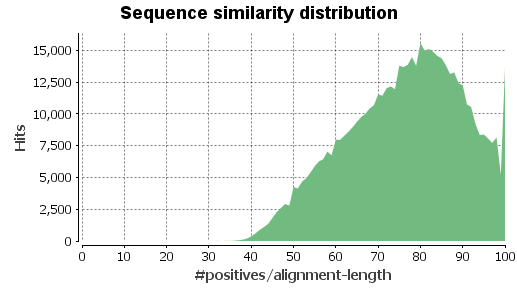 Sequence similarity distribution
15,000
12,500
10,000
7,500
5,000
2,500
0
Hits
0 10 20 30 40 50 60 70 80 90 100
#positives/alignment-length